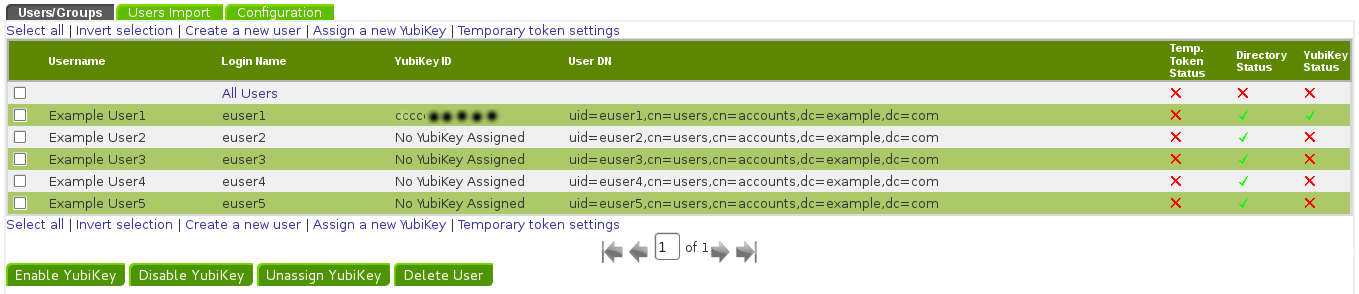 Users/Groups Users Import Configuration
Select all | Invert selection | Create a new user | Assign a new YubiKey | Temporary token settings
Username Login Name YubiKey ID User DN Temp. Token Status Directory Status YubiKey Status
All Users
Example User1 euser1 cccc uid=euser1,cn=users,cn=accounts,dc=example,dc=com
Example User2 euser2 No YubiKey Assigned uid=euser2,cn=users,cn=accounts,dc=example,dc=com
Example User3 euser3 No YubiKey Assigned uid=euser3,cn=users,cn=accounts,dc=example,dc=com
Example User4 euser4 No YubiKey Assigned uid=euser4,cn=users,cn=accounts,dc=example,dc=com
Example User5 euser5 No YubiKey Assigned uid=euser5,cn=users,cn=accounts,dc=example,dc=com
Select all | Invert selection | Create a new user | Assign a new YubiKey | Temporary token settings
1 of 1
Enable YubiKey Disable YubiKey Unassign YubiKey Delete User